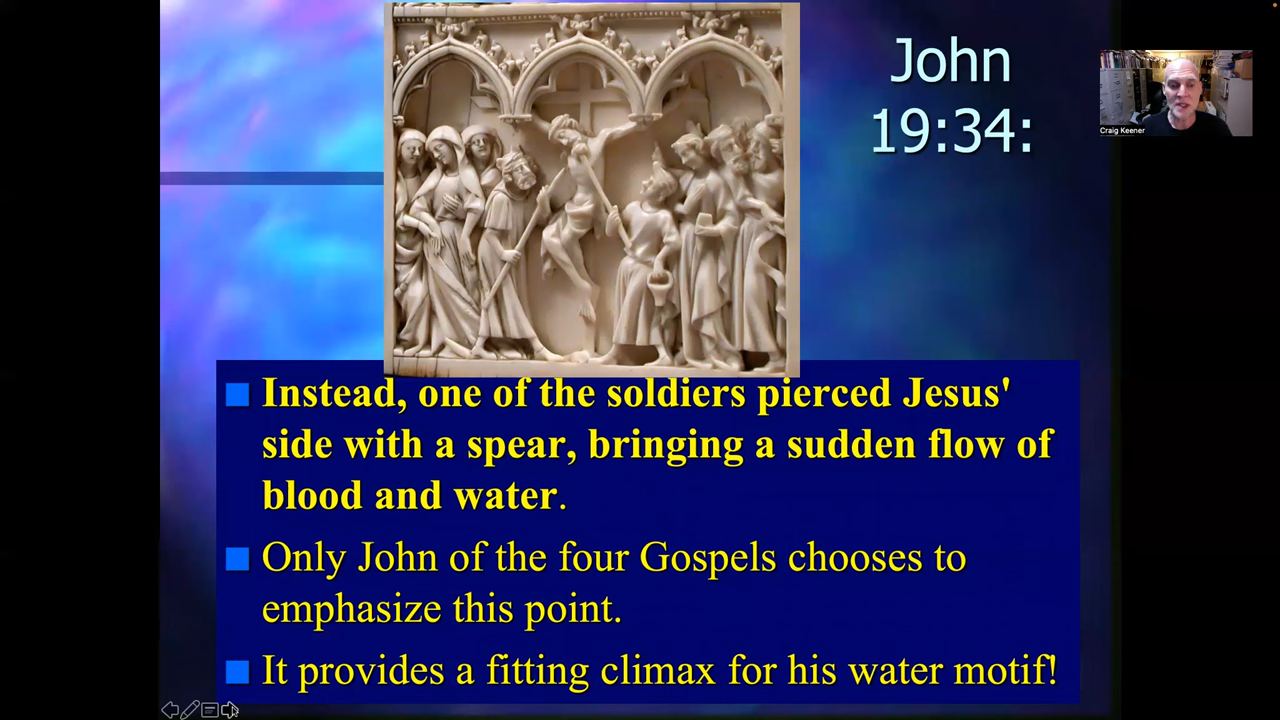 John
19:34:
Craig Keener
Instead, one of the soldiers pierced Jesus'
side with a spear, bringing a sudden flow of
blood and water.
Only John of the four Gospels chooses to
emphasize this point.
It provides a fitting climax for his water motif!